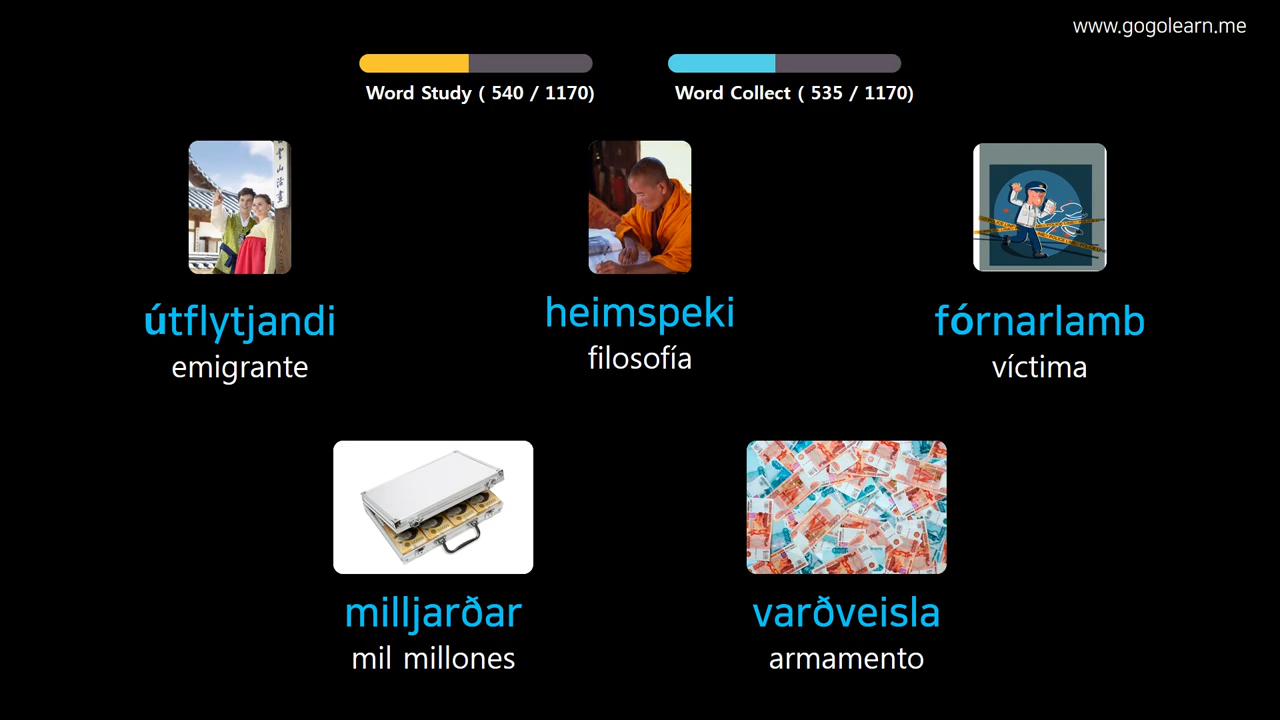 www.gogolearn.me
Word Study ( 540 / 1170)
Word Collect ( 535 / 1170)
útflytjandi
emigrante
heimspeki
filosofía
fórnarlamb
víctima
milljarðar
mil millones
varðveisla
armamento